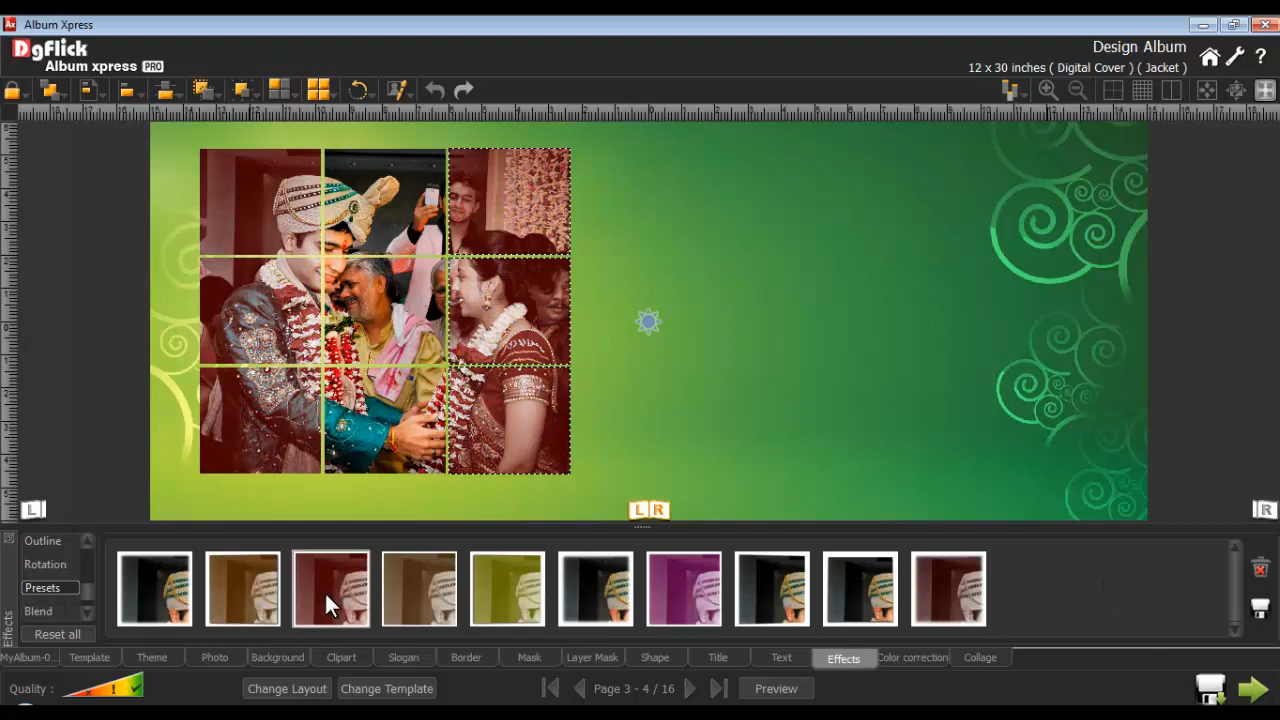 Ax Album Xpress
DgFlick
Album xpress PRO
Design Album
12 x 30 inches ( Digital Cover ) ( Jacket )
L
L R
R
Outline
Rotation
Presets
Blend
Reset all
Effects
MyAlbum-0... Template Theme Photo Background Clipart Slogan Border Mask Layer Mask Shape Title Text Effects Color correction Collage
Quality :
Change Layout Change Template Page 3 - 4 / 16 Preview